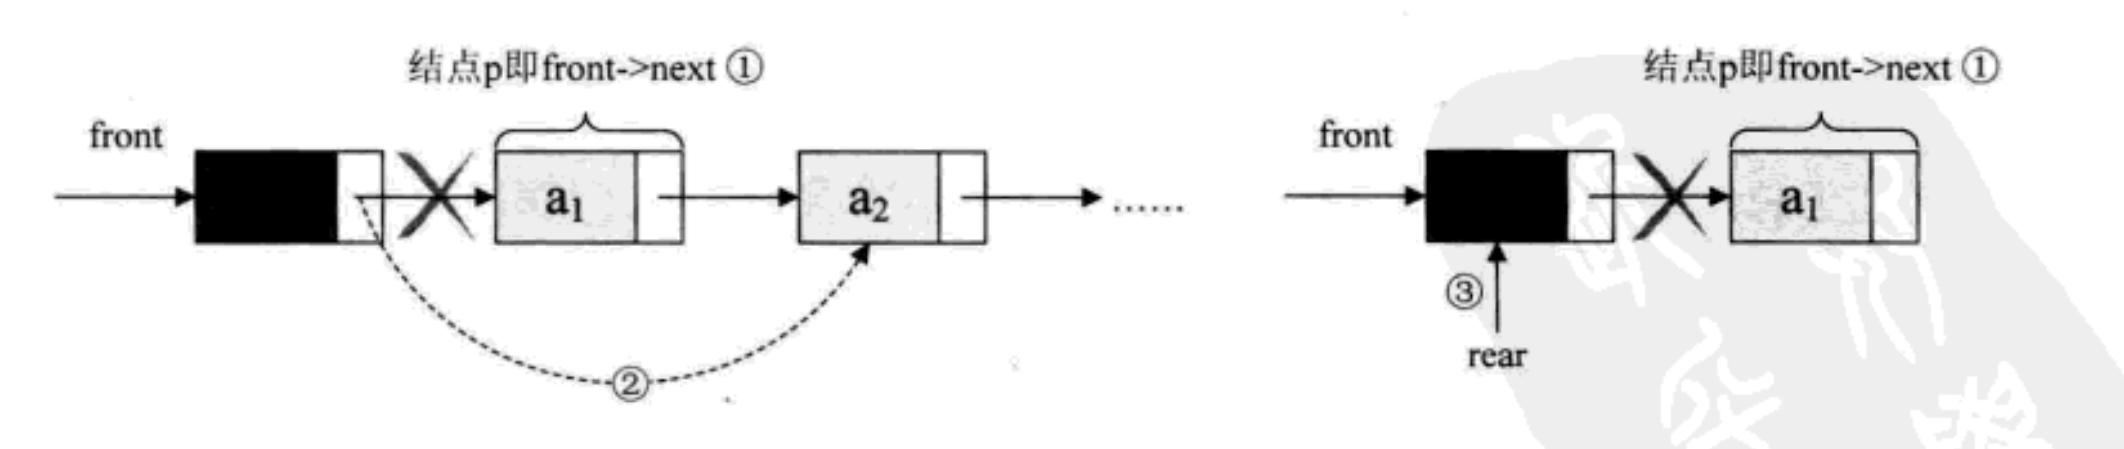 结点p即front->next ①
front
a₁
a₂
......
②
结点p即front->next ①
front
a₁
③
rear